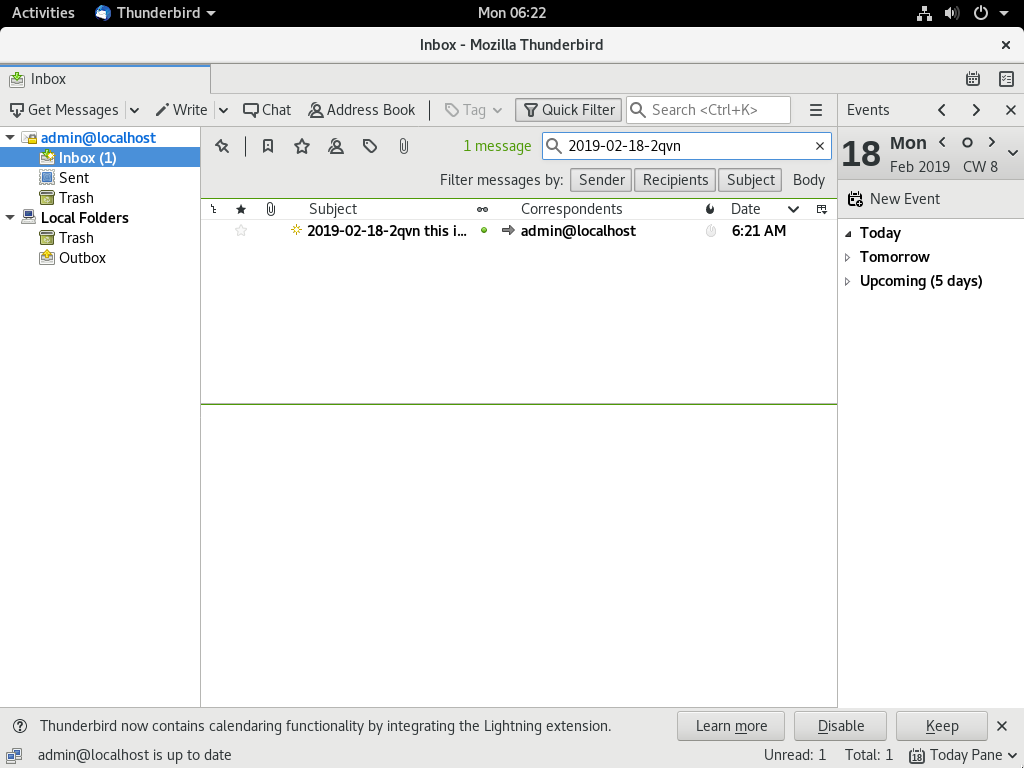 Activities Thunderbird Mon 06:22
Inbox - Mozilla Thunderbird
Inbox
Get Messages Write Chat Address Book Tag Quick Filter Search <Ctrl+K> Events
admin@localhost
Inbox (1)
Sent
Trash
Local Folders
Trash
Outbox
1 message 2019-02-18-2qvn
Filter messages by: Sender Recipients Subject Body
Subject Correspondents Date
2019-02-18-2qvn this i... admin@localhost 6:21 AM
18 Mon
Feb 2019 CW 8
New Event
Today
Tomorrow
Upcoming (5 days)
Thunderbird now contains calendaring functionality by integrating the Lightning extension. Learn more Disable Keep
admin@localhost is up to date Unread: 1 Total: 1 18 Today Pane